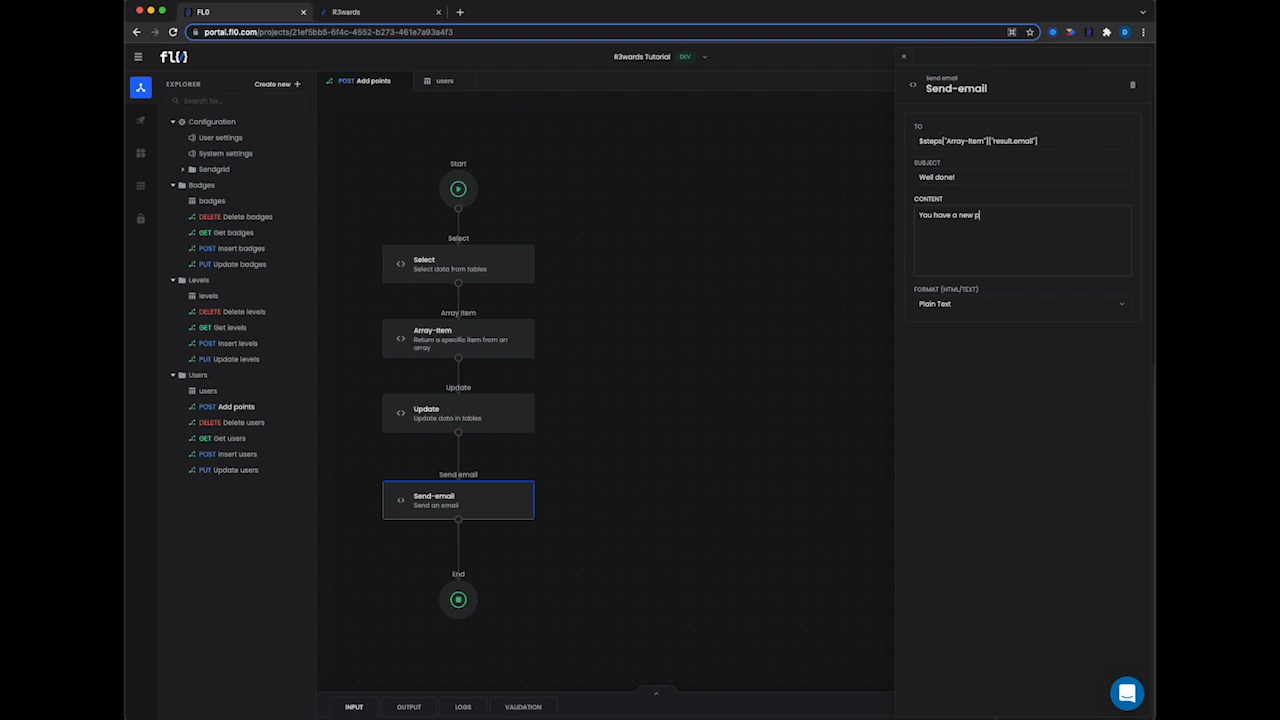 FL0
R3wards
portal.fl0.com/projects/21ef5bb5-6f4c-4552-b273-461e7a93a4f3
D
fl0
R3wards Tutorial DEV
EXPLORER
Create new +
Search for...
Configuration
User settings
System settings
Sendgrid
Badges
badges
DELETE Delete badges
GET Get badges
POST Insert badges
PUT Update badges
Levels
levels
DELETE Delete levels
GET Get levels
POST Insert levels
PUT Update levels
Users
users
POST Add points
DELETE Delete users
GET Get users
POST Insert users
PUT Update users
POST Add points
users
Start
Select
Select
Select data from tables
Array Item
Array-Item
Return a specific item from an
array
Update
Update
Update data in tables
Send email
Send-email
Send an email
End
INPUT
OUTPUT
LOGS
VALIDATION
Send email
Send-email
TO
$steps["Array-Item"]["result.email"]
SUBJECT
Well done!
CONTENT
You have a new p
FORMAT (HTML/TEXT)
Plain Text